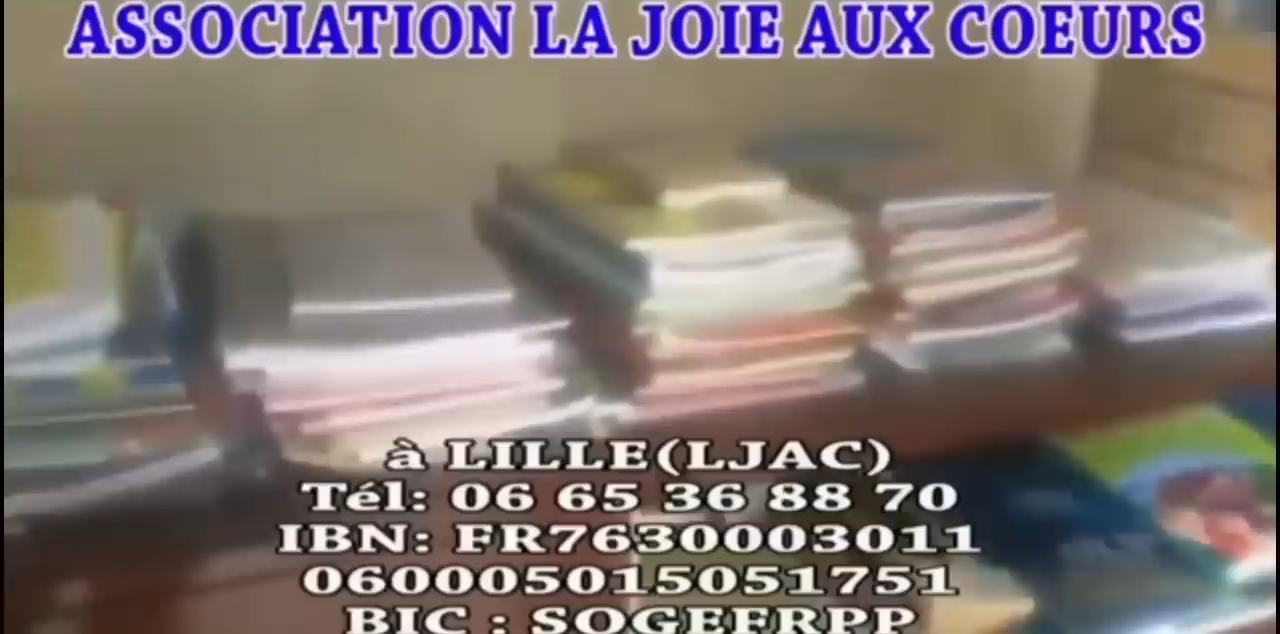 ASSOCIATION LA JOIE AUX COEURS
à LILLE(LJAC)
Tél: 06 65 36 88 70
IBN: FR7630003011
060005015051751
BIC : SOGEFRPP